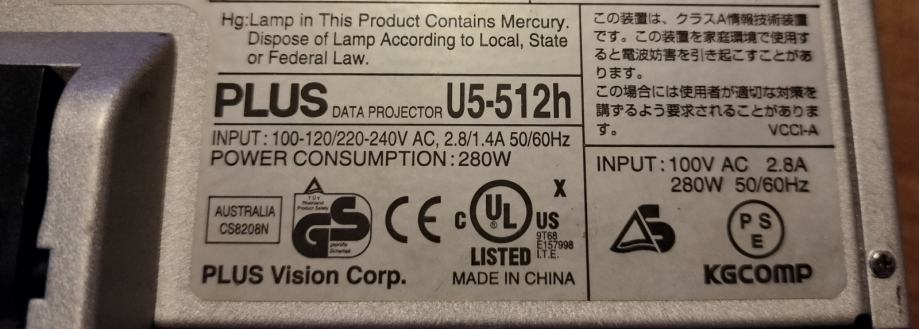 Hg:Lamp in This Product Contains Mercury.
Dispose of Lamp According to Local, State
or Federal Law.
PLUS DATA PROJECTOR U5-512h
INPUT : 100-120/220-240V AC, 2.8/1.4A 50/60Hz
POWER CONSUMPTION : 280W
AUSTRALIA
CS8208N
TÜV
Rheinland
Product Safety
GS
geprüfte
Sicherheit
CE
C UL US
X
LISTED
9T68
E157998
I.T.E.
PLUS Vision Corp.
MADE IN CHINA
この装置は、クラスA情報技術装置
です。この装置を家庭環境で使用す
ると電波妨害を引き起こすことがあ
ります。
この場合には使用者が適切な対策を
講ずるよう要求されることがありま
す。
VCCI-A
INPUT : 100V AC 2.8A
280W 50/60Hz
PS
E
KGCOMP